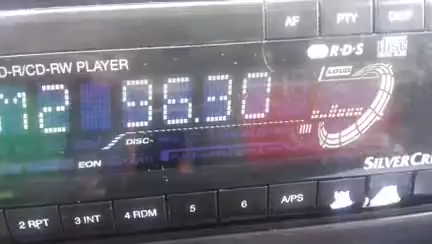 AF PTY DISP
R·D·S
D-R/CD-RW PLAYER
LOUD
M2 96.30
DISC-
EON
SILVERCRE
2 RPT 3 INT 4 RDM 5 6 A/PS